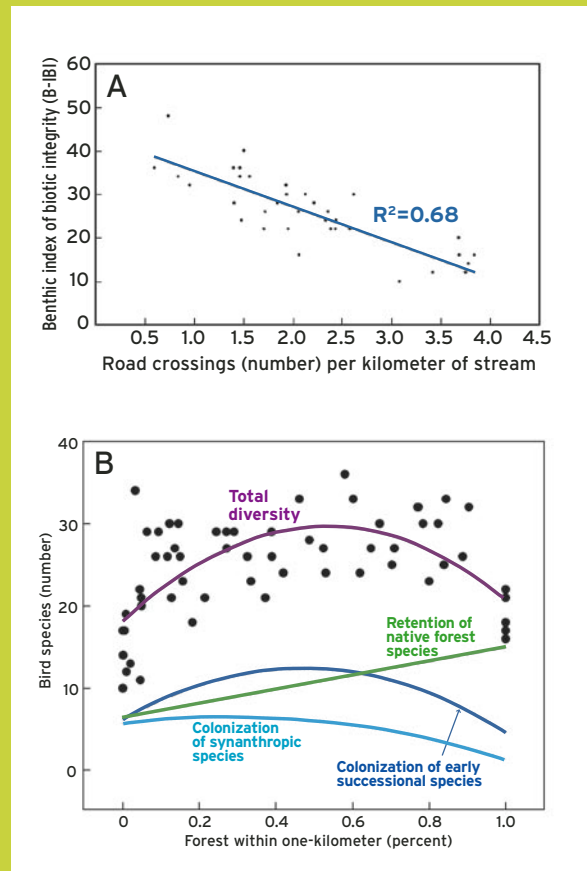 A
Benthic index of biotic integrity (B-IBI)
60
50
40
30
20
10
0
R²=0.68
0.5 1.0 1.5 2.0 2.5 3.0 3.5 4.0 4.5
Road crossings (number) per kilometer of stream
B
Bird species (number)
40
30
20
10
0
Total
diversity
Retention of
native forest
species
Colonization
of synanthropic
species
Colonization of early
successional species
0 0.2 0.4 0.6 0.8 1.0
Forest within one-kilometer (percent)